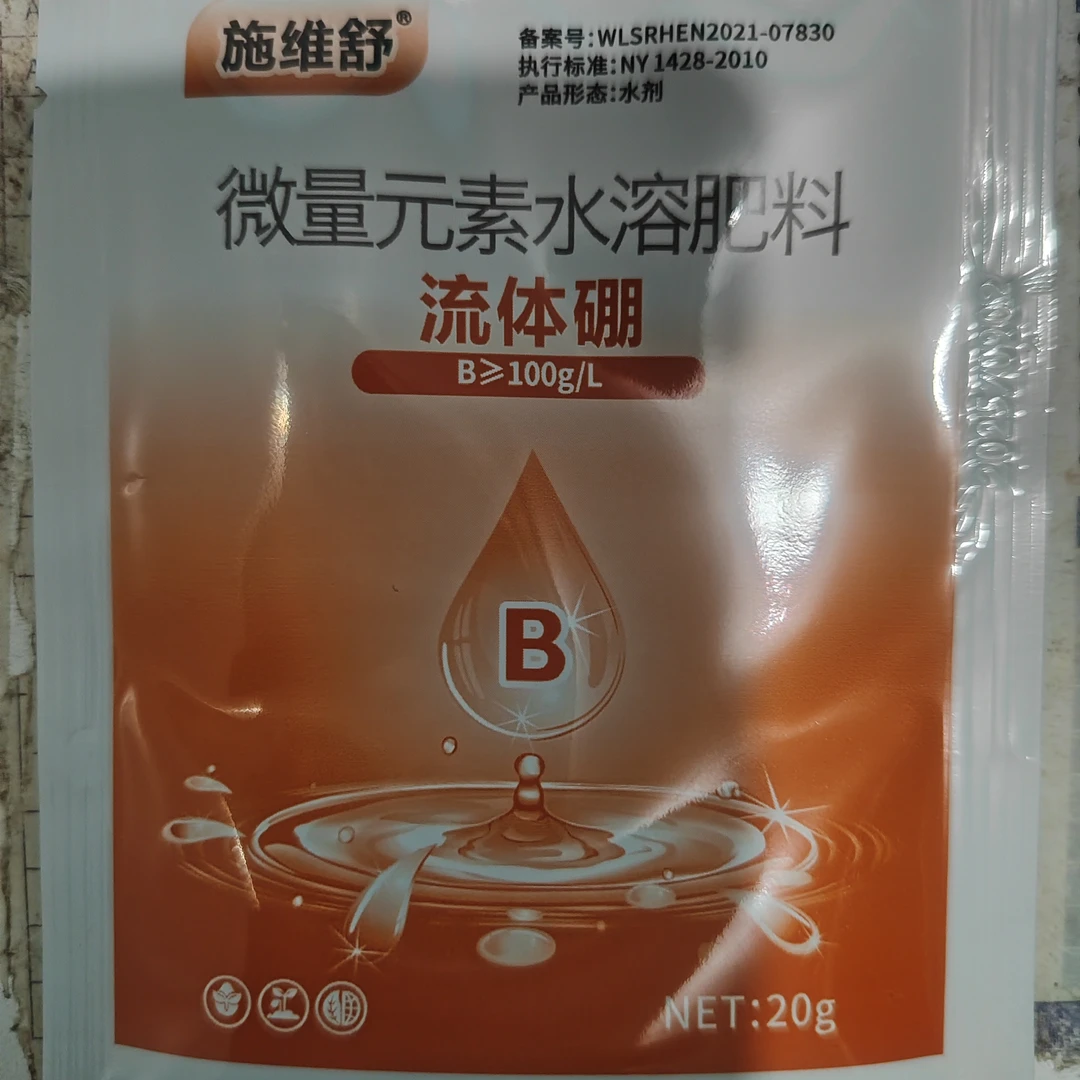 施维舒®
备案号:WLSRHEN2021-07830
执行标准:NY 1428-2010
产品形态:水剂
微量元素水溶肥料
流体硼
B≥100g/L
B
NET:20g